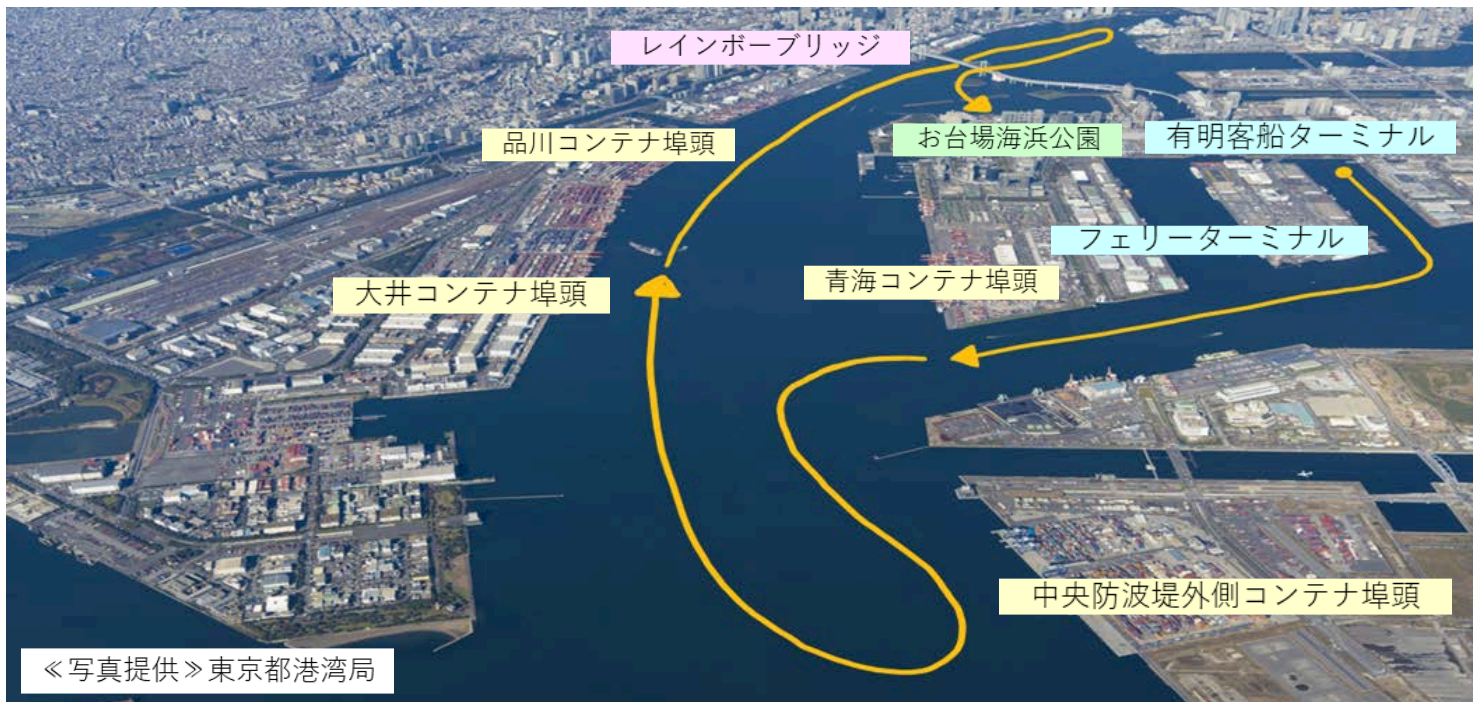 レインボーブリッジ
品川コンテナ埠頭
お台場海浜公園
有明客船ターミナル
フェリーターミナル
青海コンテナ埠頭
大井コンテナ埠頭
中央防波堤外側コンテナ埠頭
≪写真提供≫東京都港湾局